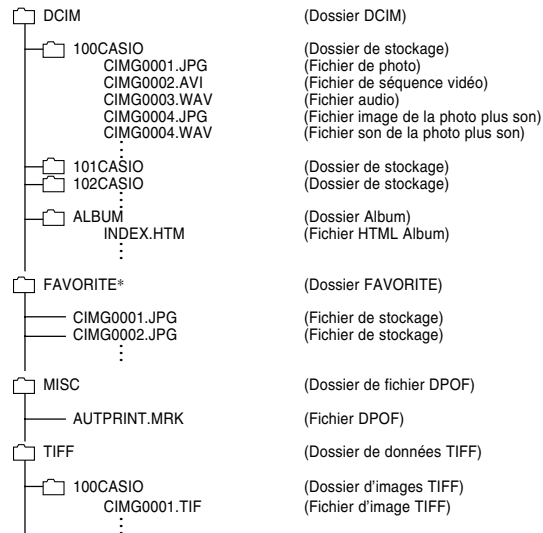 DCIM (Dossier DCIM)
100CASIO (Dossier de stockage)
CIMG0001.JPG (Fichier de photo)
CIMG0002.AVI (Fichier de séquence vidéo)
CIMG0003.WAV (Fichier audio)
CIMG0004.JPG (Fichier image de la photo plus son)
CIMG0004.WAV (Fichier son de la photo plus son)
101CASIO (Dossier de stockage)
102CASIO (Dossier de stockage)
ALBUM (Dossier Album)
INDEX.HTM (Fichier HTML Album)
FAVORITE* (Dossier FAVORITE)
CIMG0001.JPG (Fichier de stockage)
CIMG0002.JPG (Fichier de stockage)
MISC (Dossier de fichier DPOF)
AUTPRINT.MRK (Fichier DPOF)
TIFF (Dossier de données TIFF)
100CASIO (Dossier d'images TIFF)
CIMG0001.TIF (Fichier d'image TIFF)